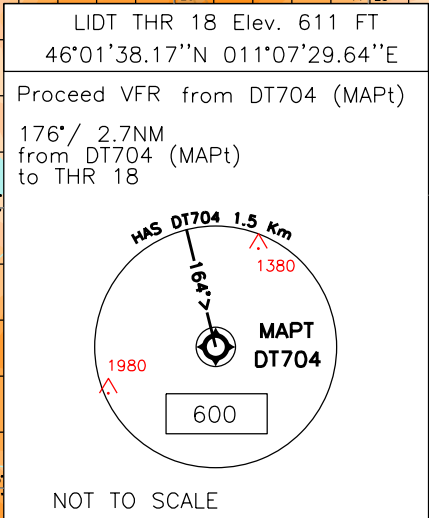 LIDT THR 18 Elev. 611 FT
46°01'38.17''N 011°07'29.64''E
Proceed VFR from DT704 (MAPt)
176°/ 2.7NM
from DT704 (MAPt)
to THR 18
HAS DT704 1.5 Km
1380
164°>
MAPT
DT704
1980
600
NOT TO SCALE